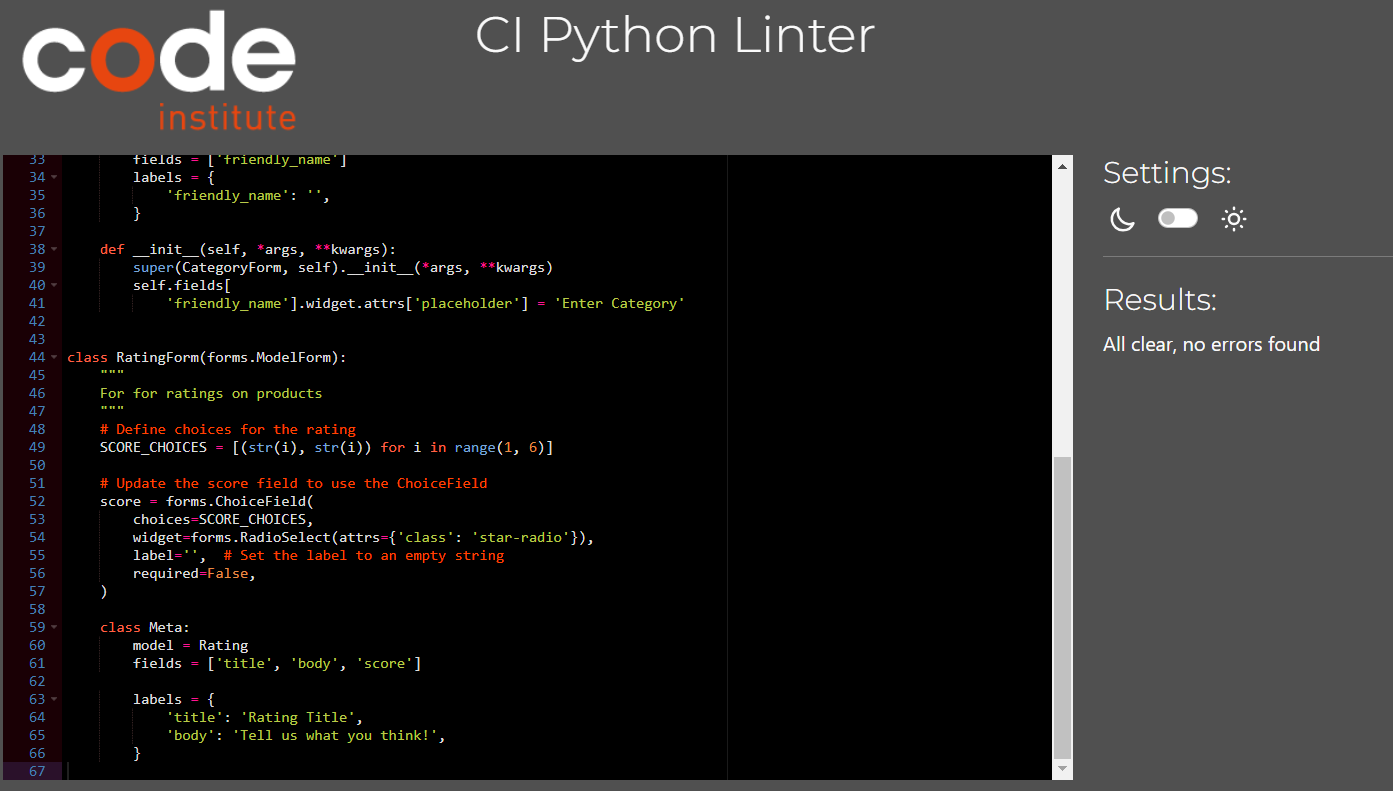 code
institute
CI Python Linter
33 fields = ['friendly_name']
34 labels = {
35 'friendly_name': '',
36 }
37
38 def __init__(self, *args, **kwargs):
39 super(CategoryForm, self).__init__(*args, **kwargs)
40 self.fields[
41 'friendly_name'].widget.attrs['placeholder'] = 'Enter Category'
42
43
44 class RatingForm(forms.ModelForm):
45 """
46 For for ratings on products
47 """
48 # Define choices for the rating
49 SCORE_CHOICES = [(str(i), str(i)) for i in range(1, 6)]
50
51 # Update the score field to use the ChoiceField
52 score = forms.ChoiceField(
53 choices=SCORE_CHOICES,
54 widget=forms.RadioSelect(attrs={'class': 'star-radio'}),
55 label='',  # Set the label to an empty string
56 required=False,
57 )
58
59 class Meta:
60 model = Rating
61 fields = ['title', 'body', 'score']
62
63 labels = {
64 'title': 'Rating Title',
65 'body': 'Tell us what you think!',
66 }
67
Settings:
Results:
All clear, no errors found